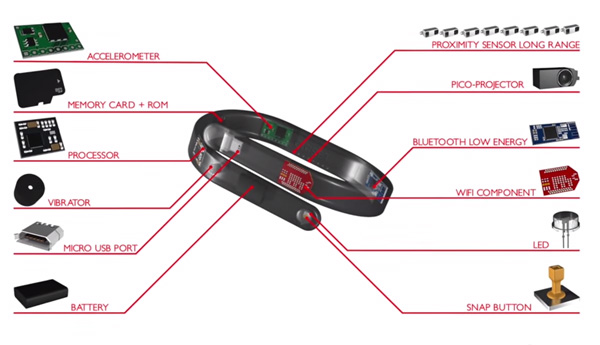 ACCELEROMETER
MEMORY CARD + ROM
PROCESSOR
VIBRATOR
MICRO USB PORT
BATTERY
PROXIMITY SENSOR LONG RANGE
PICO-PROJECTOR
BLUETOOTH LOW ENERGY
WIFI COMPONENT
LED
SNAP BUTTON